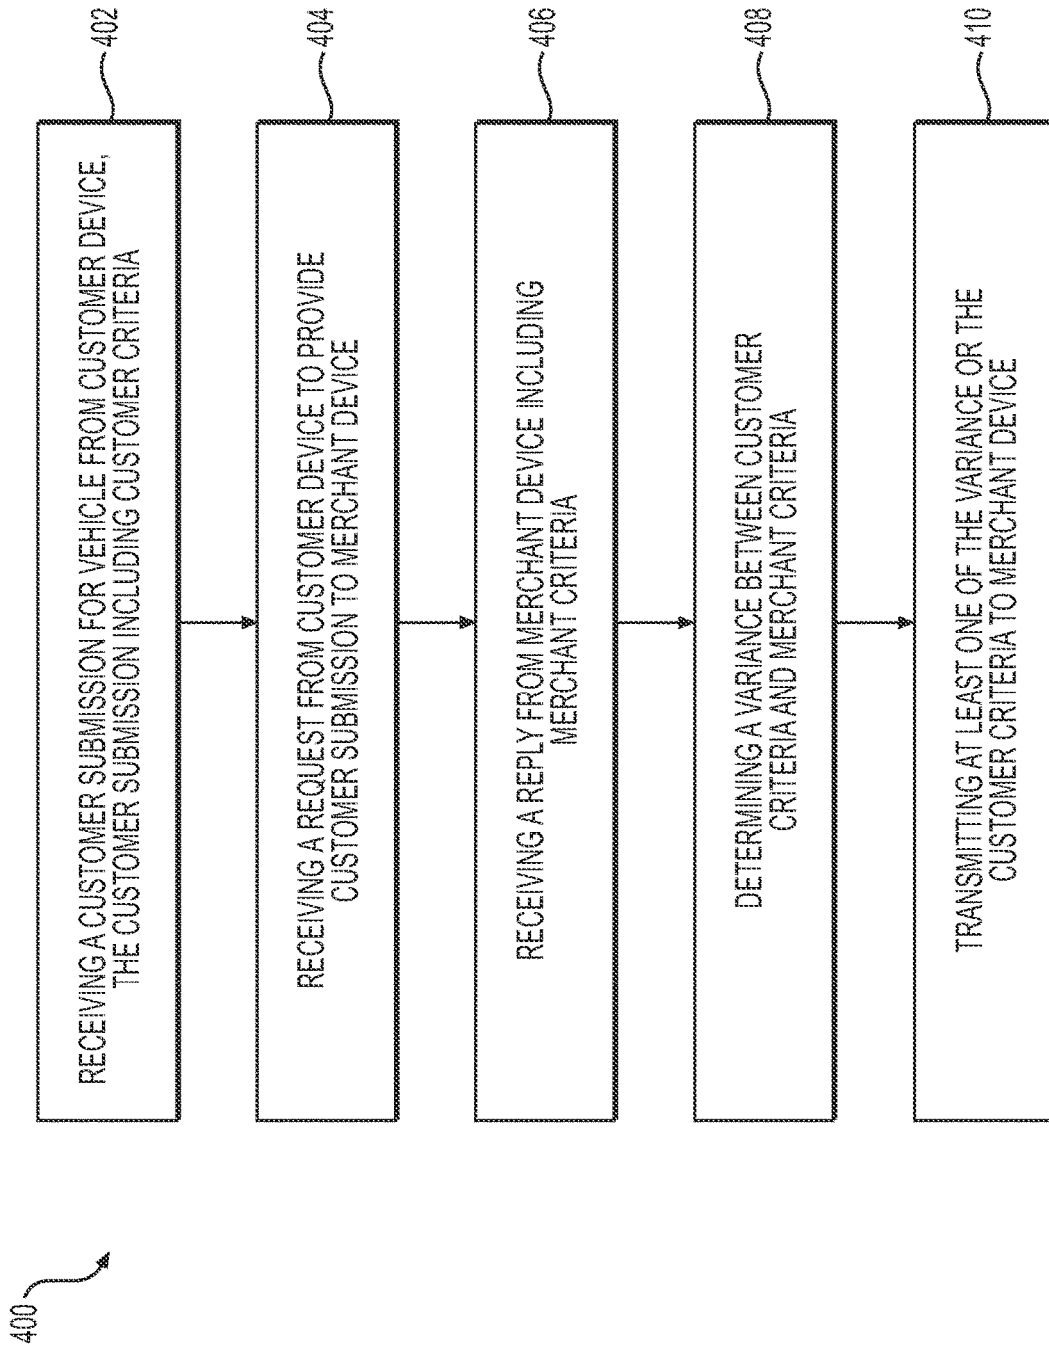 400
RECEIVING A CUSTOMER SUBMISSION FOR VEHICLE FROM CUSTOMER DEVICE,
THE CUSTOMER SUBMISSION INCLUDING CUSTOMER CRITERIA
402
RECEIVING A REQUEST FROM CUSTOMER DEVICE TO PROVIDE
CUSTOMER SUBMISSION TO MERCHANT DEVICE
404
RECEIVING A REPLY FROM MERCHANT DEVICE INCLUDING
MERCHANT CRITERIA
406
DETERMINING A VARIANCE BETWEEN CUSTOMER
CRITERIA AND MERCHANT CRITERIA
408
TRANSMITTING AT LEAST ONE OF THE VARIANCE OR THE
CUSTOMER CRITERIA TO MERCHANT DEVICE
410